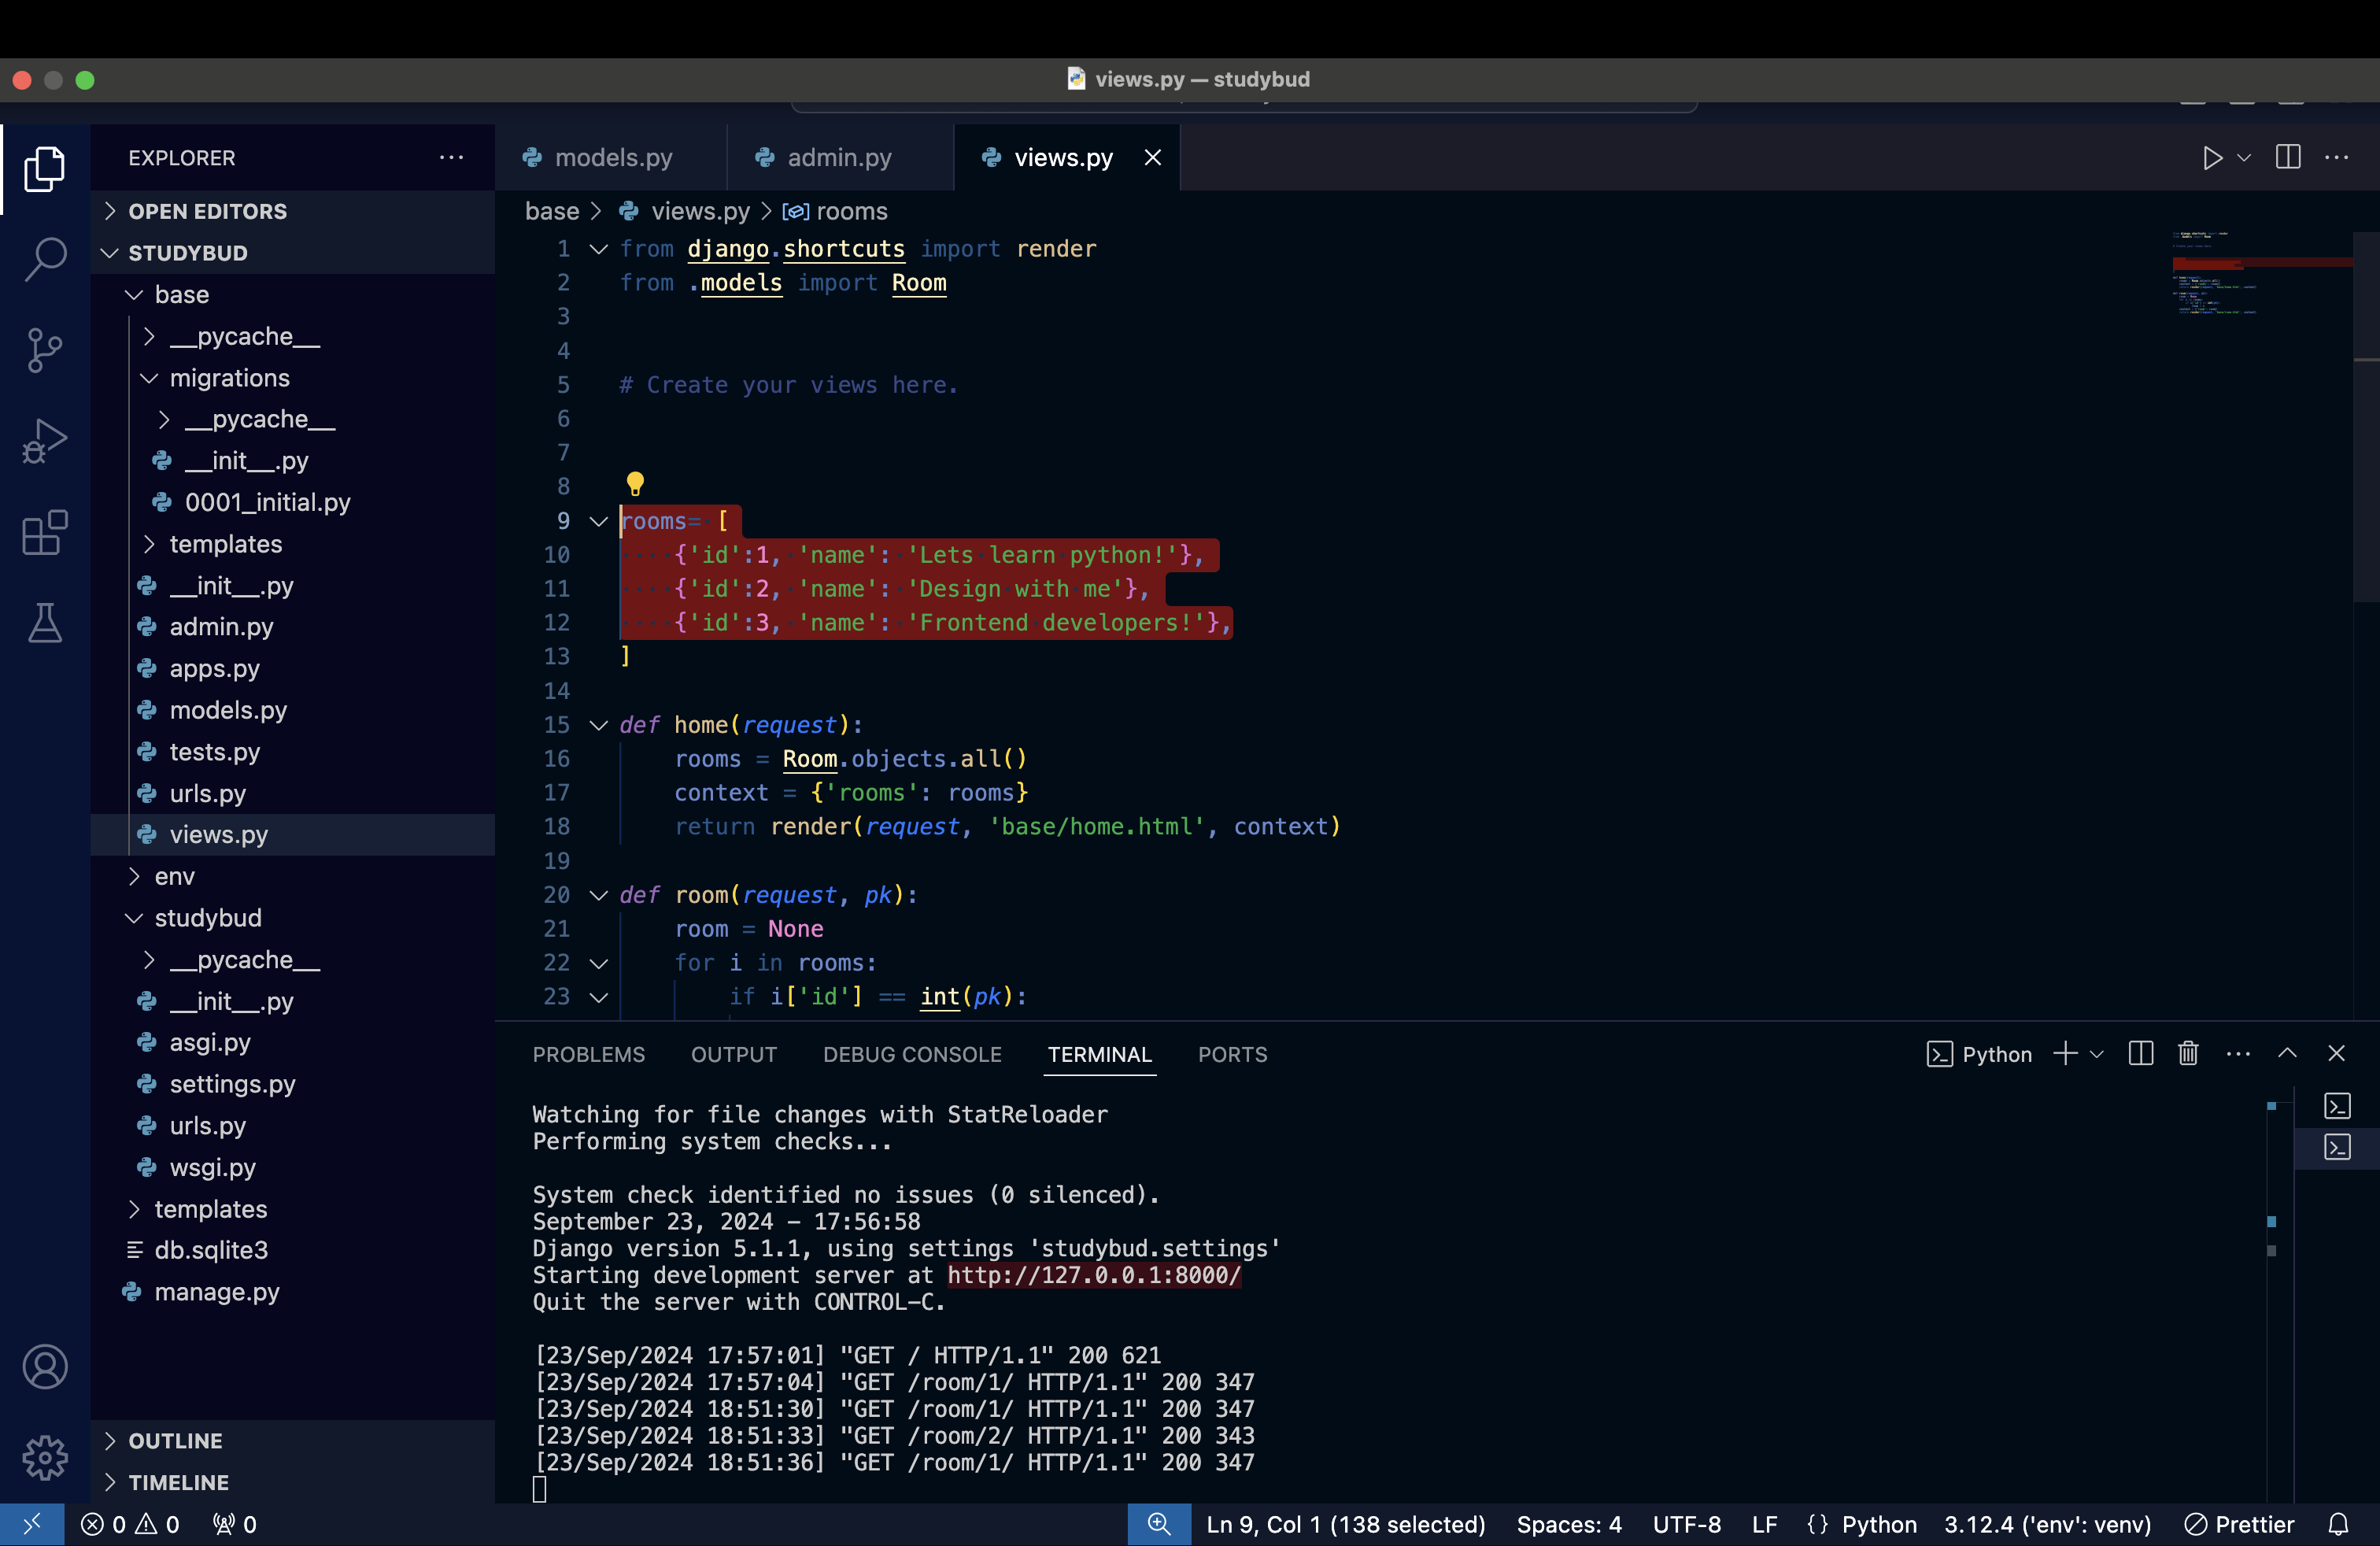 views.py — studybud
EXPLORER
OPEN EDITORS
STUDYBUD
base
__pycache__
migrations
__pycache__
__init__.py
0001_initial.py
templates
__init__.py
admin.py
apps.py
models.py
tests.py
urls.py
views.py
env
studybud
__pycache__
__init__.py
asgi.py
settings.py
urls.py
wsgi.py
templates
db.sqlite3
manage.py
OUTLINE
TIMELINE
models.py admin.py views.py
base > views.py > rooms
1 from django.shortcuts import render
2 from .models import Room
3
4
5 # Create your views here.
6
7
8
9 rooms= [
10 {'id':1, 'name': 'Lets learn python!'},
11 {'id':2, 'name': 'Design with me'},
12 {'id':3, 'name': 'Frontend developers!'},
13 ]
14
15 def home(request):
16 rooms = Room.objects.all()
17 context = {'rooms': rooms}
18 return render(request, 'base/home.html', context)
19
20 def room(request, pk):
21 room = None
22 for i in rooms:
23 if i['id'] == int(pk):
PROBLEMS OUTPUT DEBUG CONSOLE TERMINAL PORTS Python
Watching for file changes with StatReloader
Performing system checks...
System check identified no issues (0 silenced).
September 23, 2024 - 17:56:58
Django version 5.1.1, using settings 'studybud.settings'
Starting development server at http://127.0.0.1:8000/
Quit the server with CONTROL-C.
[23/Sep/2024 17:57:01] "GET / HTTP/1.1" 200 621
[23/Sep/2024 17:57:04] "GET /room/1/ HTTP/1.1" 200 347
[23/Sep/2024 18:51:30] "GET /room/1/ HTTP/1.1" 200 347
[23/Sep/2024 18:51:33] "GET /room/2/ HTTP/1.1" 200 343
[23/Sep/2024 18:51:36] "GET /room/1/ HTTP/1.1" 200 347
0 0 0 Ln 9, Col 1 (138 selected) Spaces: 4 UTF-8 LF {} Python 3.12.4 ('env': venv) Prettier